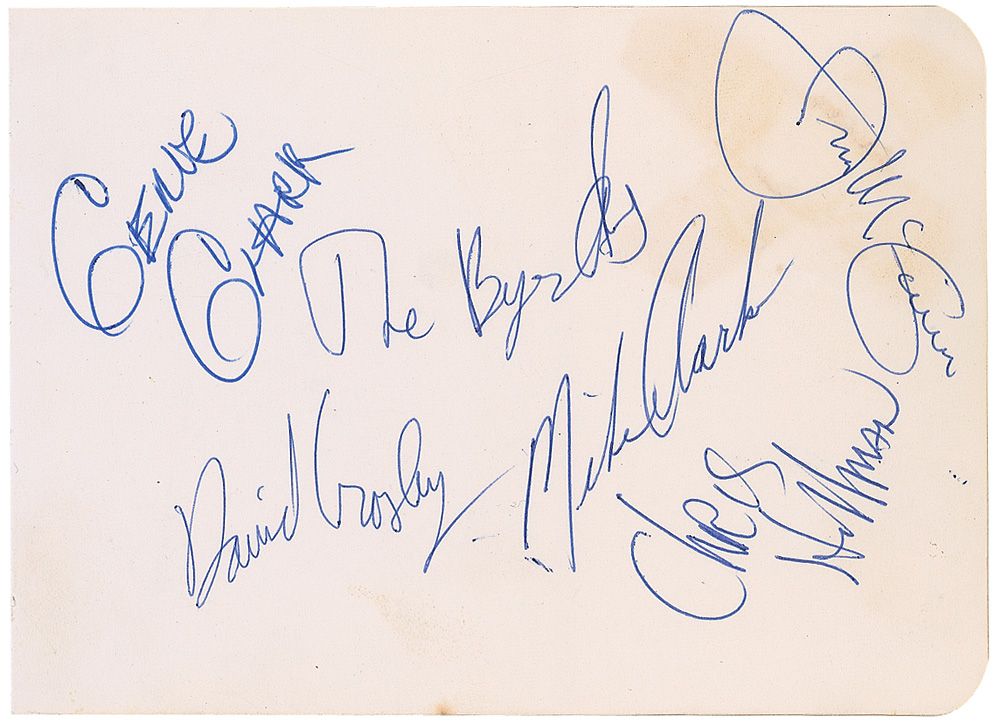 GENE
CLARK
The Byrds
Jim McGuinn
David Crosby
Mike Clarke
CHRIS
HILLMAN